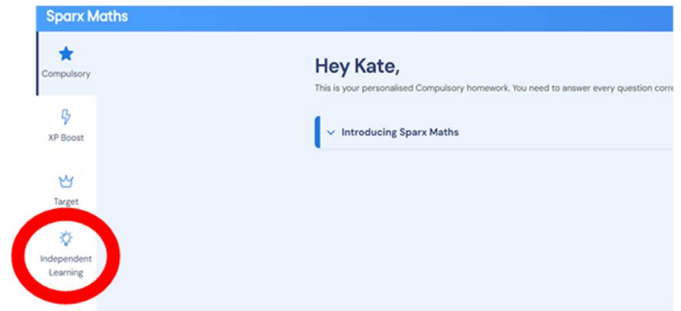 Sparx Maths
Compulsory
XP Boost
Target
Independent
Learning
Hey Kate,
This is your personalised Compulsory homework. You need to answer every question corre
Introducing Sparx Maths